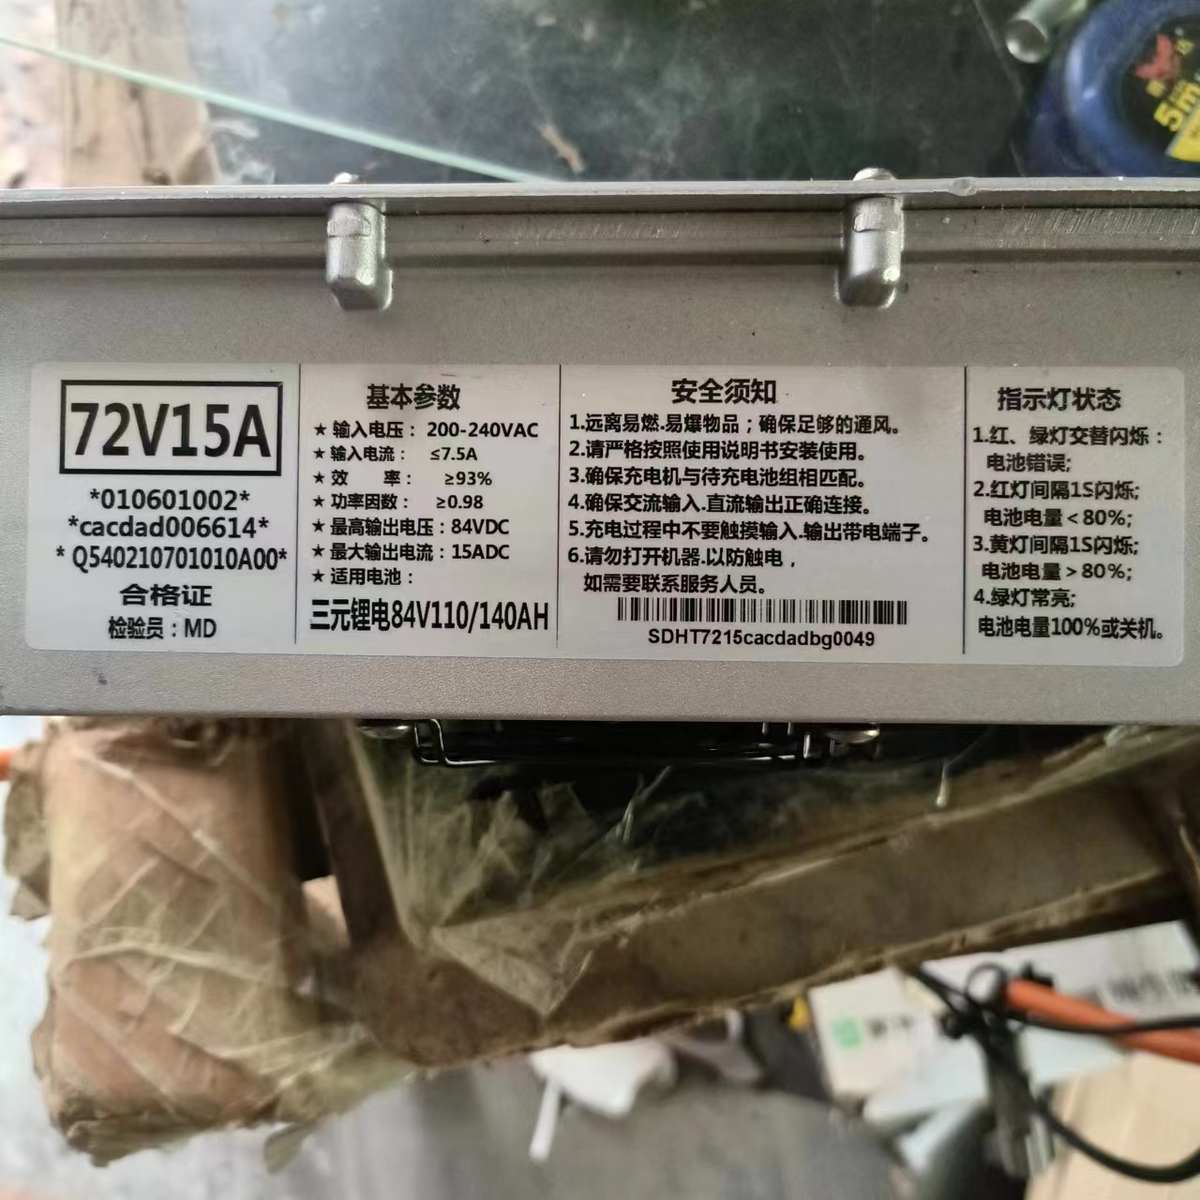 5m
72V15A
*010601002*
*cacdad006614*
*Q540210701010A00*
合格证
检验员：MD
基本参数
★输入电压：200-240VAC
★输入电流：≤7.5A
★效 率：≥93%
★功率因数：≥0.98
★最高输出电压：84VDC
★最大输出电流：15ADC
★适用电池：
三元锂电84V110/140AH
安全须知
1.远离易燃.易爆物品；确保足够的通风。
2.请严格按照使用说明书安装使用。
3.确保充电机与待充电池组相匹配。
4.确保交流输入.直流输出正确连接。
5.充电过程中不要触摸输入.输出带电端子。
6.请勿打开机器.以防触电，
如需要联系服务人员。
SDHT7215cacdadbg0049
指示灯状态
1.红、绿灯交替闪烁：
电池错误;
2.红灯间隔1S闪烁;
电池电量＜80%;
3.黄灯间隔1S闪烁;
电池电量＞80%;
4.绿灯常亮;
电池电量100%或关机。